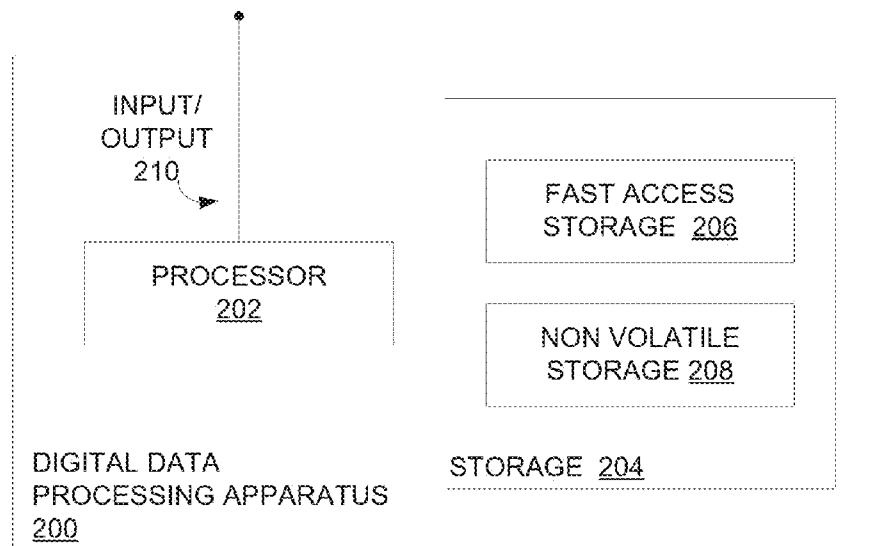 INPUT/
OUTPUT
210
PROCESSOR
202
FAST ACCESS
STORAGE 206
NON VOLATILE
STORAGE 208
STORAGE 204
DIGITAL DATA
PROCESSING APPARATUS
200